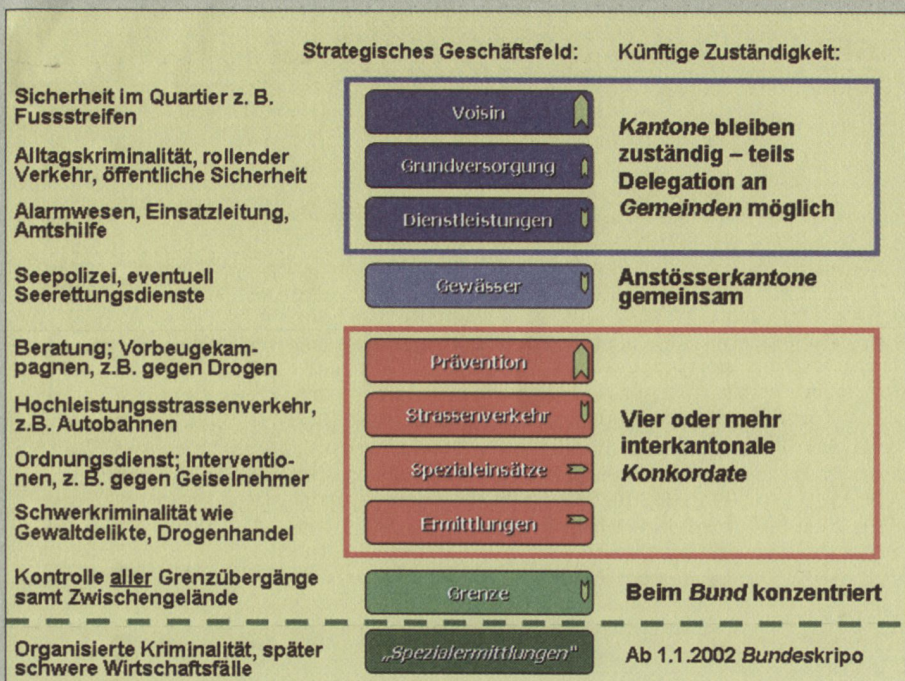 Strategisches Geschäftsfeld: Künftige Zuständigkeit:
Sicherheit im Quartier z. B.
Fussstreifen
Voisin
Alltagskriminalität, rollender
Verkehr, öffentliche Sicherheit
Grundversorgung
Alarmwesen, Einsatzleitung,
Amtshilfe
Dienstleistungen
Kantone bleiben
zuständig – teils
Delegation an
Gemeinden möglich
Seepolizei, eventuell
Seerettungsdienste
Gewässer
Anstösserkantone
gemeinsam
Beratung; Vorbeugekam-
pagnen, z.B. gegen Drogen
Prävention
Hochleistungsstrassenverkehr,
z.B. Autobahnen
Strassenverkehr
Ordnungsdienst; Interventio-
nen, z. B. gegen Geiselnehmer
Spezialeinsätze
Schwerkriminalität wie
Gewaltdelikte, Drogenhandel
Ermittlungen
Vier oder mehr
interkantonale
Konkordate
Kontrolle aller Grenzübergänge
samt Zwischengelände
Grenze
Beim Bund konzentriert
Organisierte Kriminalität, später
schwere Wirtschaftsfälle
„Spezialermittlungen"
Ab 1.1.2002 Bundeskripo